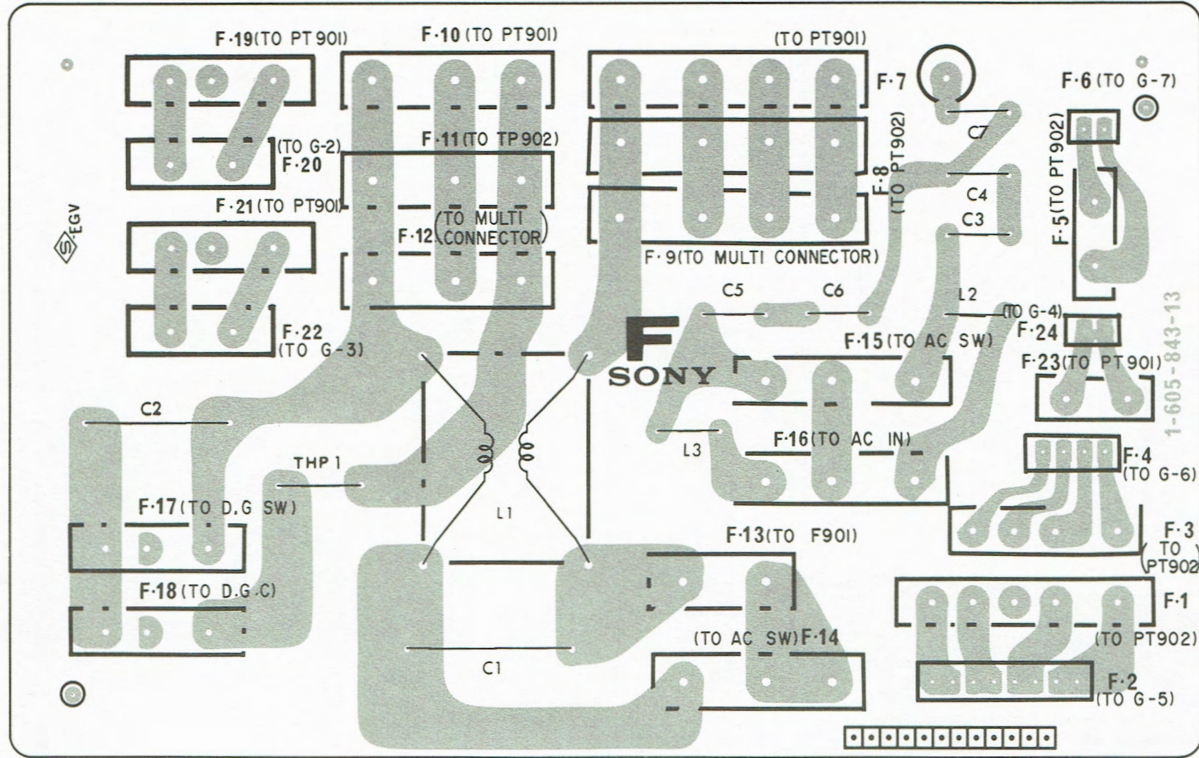 F·19(TO PT901)
F·10(TO PT901)
(TO PT901)
F·7
F·6(TO G-7)
(TO G-2)
F·20
F·11(TO TP902)
F·8
(TO PT902)
C7
C4
C3
F·5(TO PT902)
S EGV
F·21(TO PT901)
F·12(TO MULTI
CONNECTOR)
F·9(TO MULTI CONNECTOR)
F·22
(TO G-3)
C5
C6
L2
(TO G-4)
F·24
F
SONY
F·15(TO AC SW)
F·23(TO PT901)
1-605-843-13
C2
THP1
L3
F·16(TO AC IN)
F·4
(TO G-6)
F·17(TO D.G SW)
L1
F·13(TO F901)
F·3
(TO
PT902)
F·18(TO D.G.C)
F·1
(TO PT902)
C1
(TO AC SW)F·14
F·2
(TO G-5)